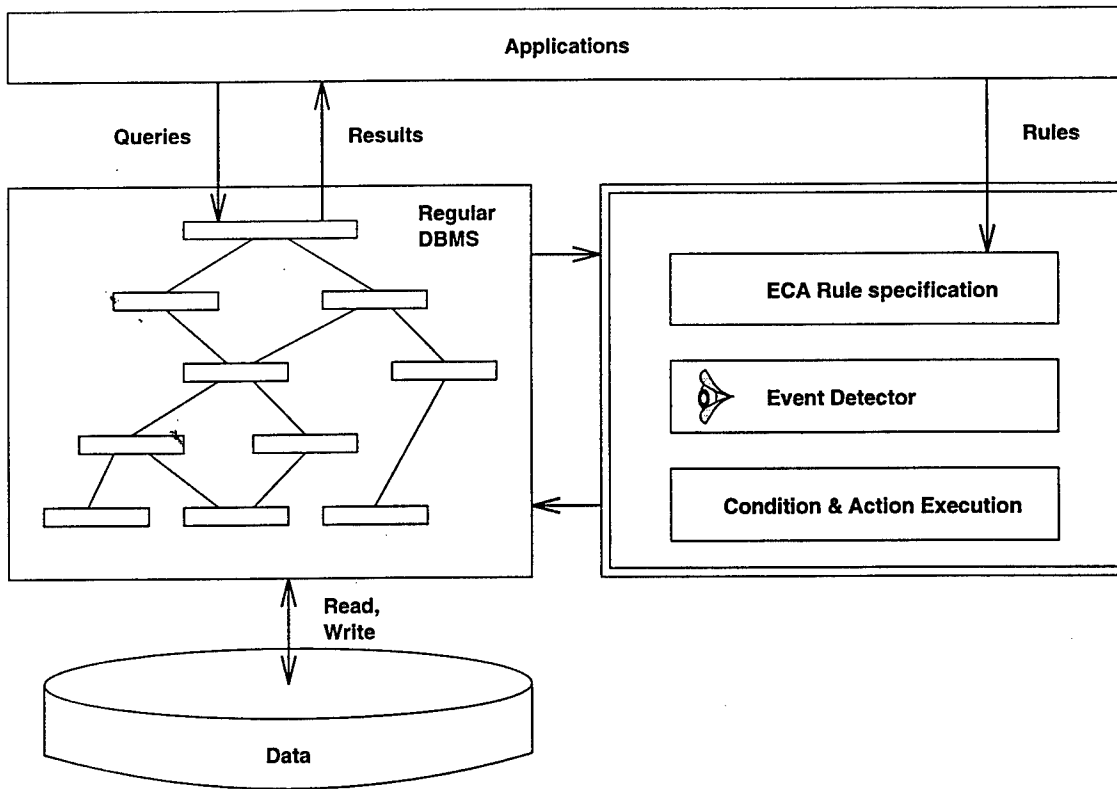 Applications
Queries
Results
Rules
Regular
DBMS
ECA Rule specification
Event Detector
Condition & Action Execution
Read,
Write
Data